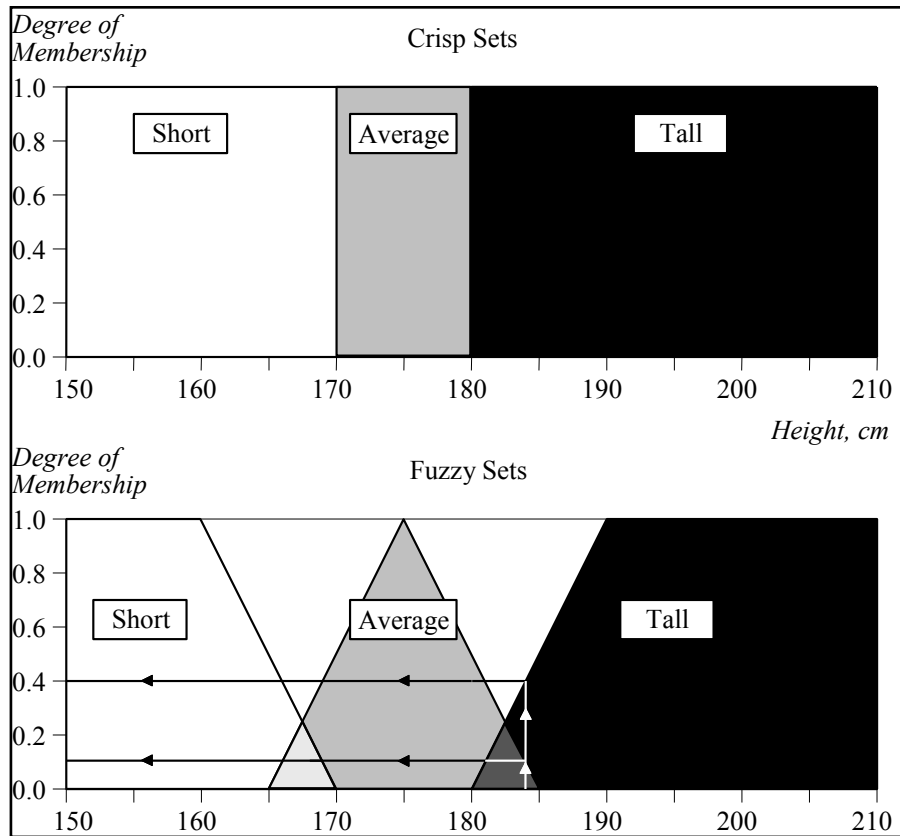 Degree of
Membership
Crisp Sets
1.0
Short
Average
Tall
0.8
0.6
0.4
0.2
0.0
150 160 170 180 190 200 210
Height, cm
Degree of
Membership
Fuzzy Sets
1.0
0.8
Short
Average
Tall
0.6
0.4
0.2
0.0
150 160 170 180 190 200 210